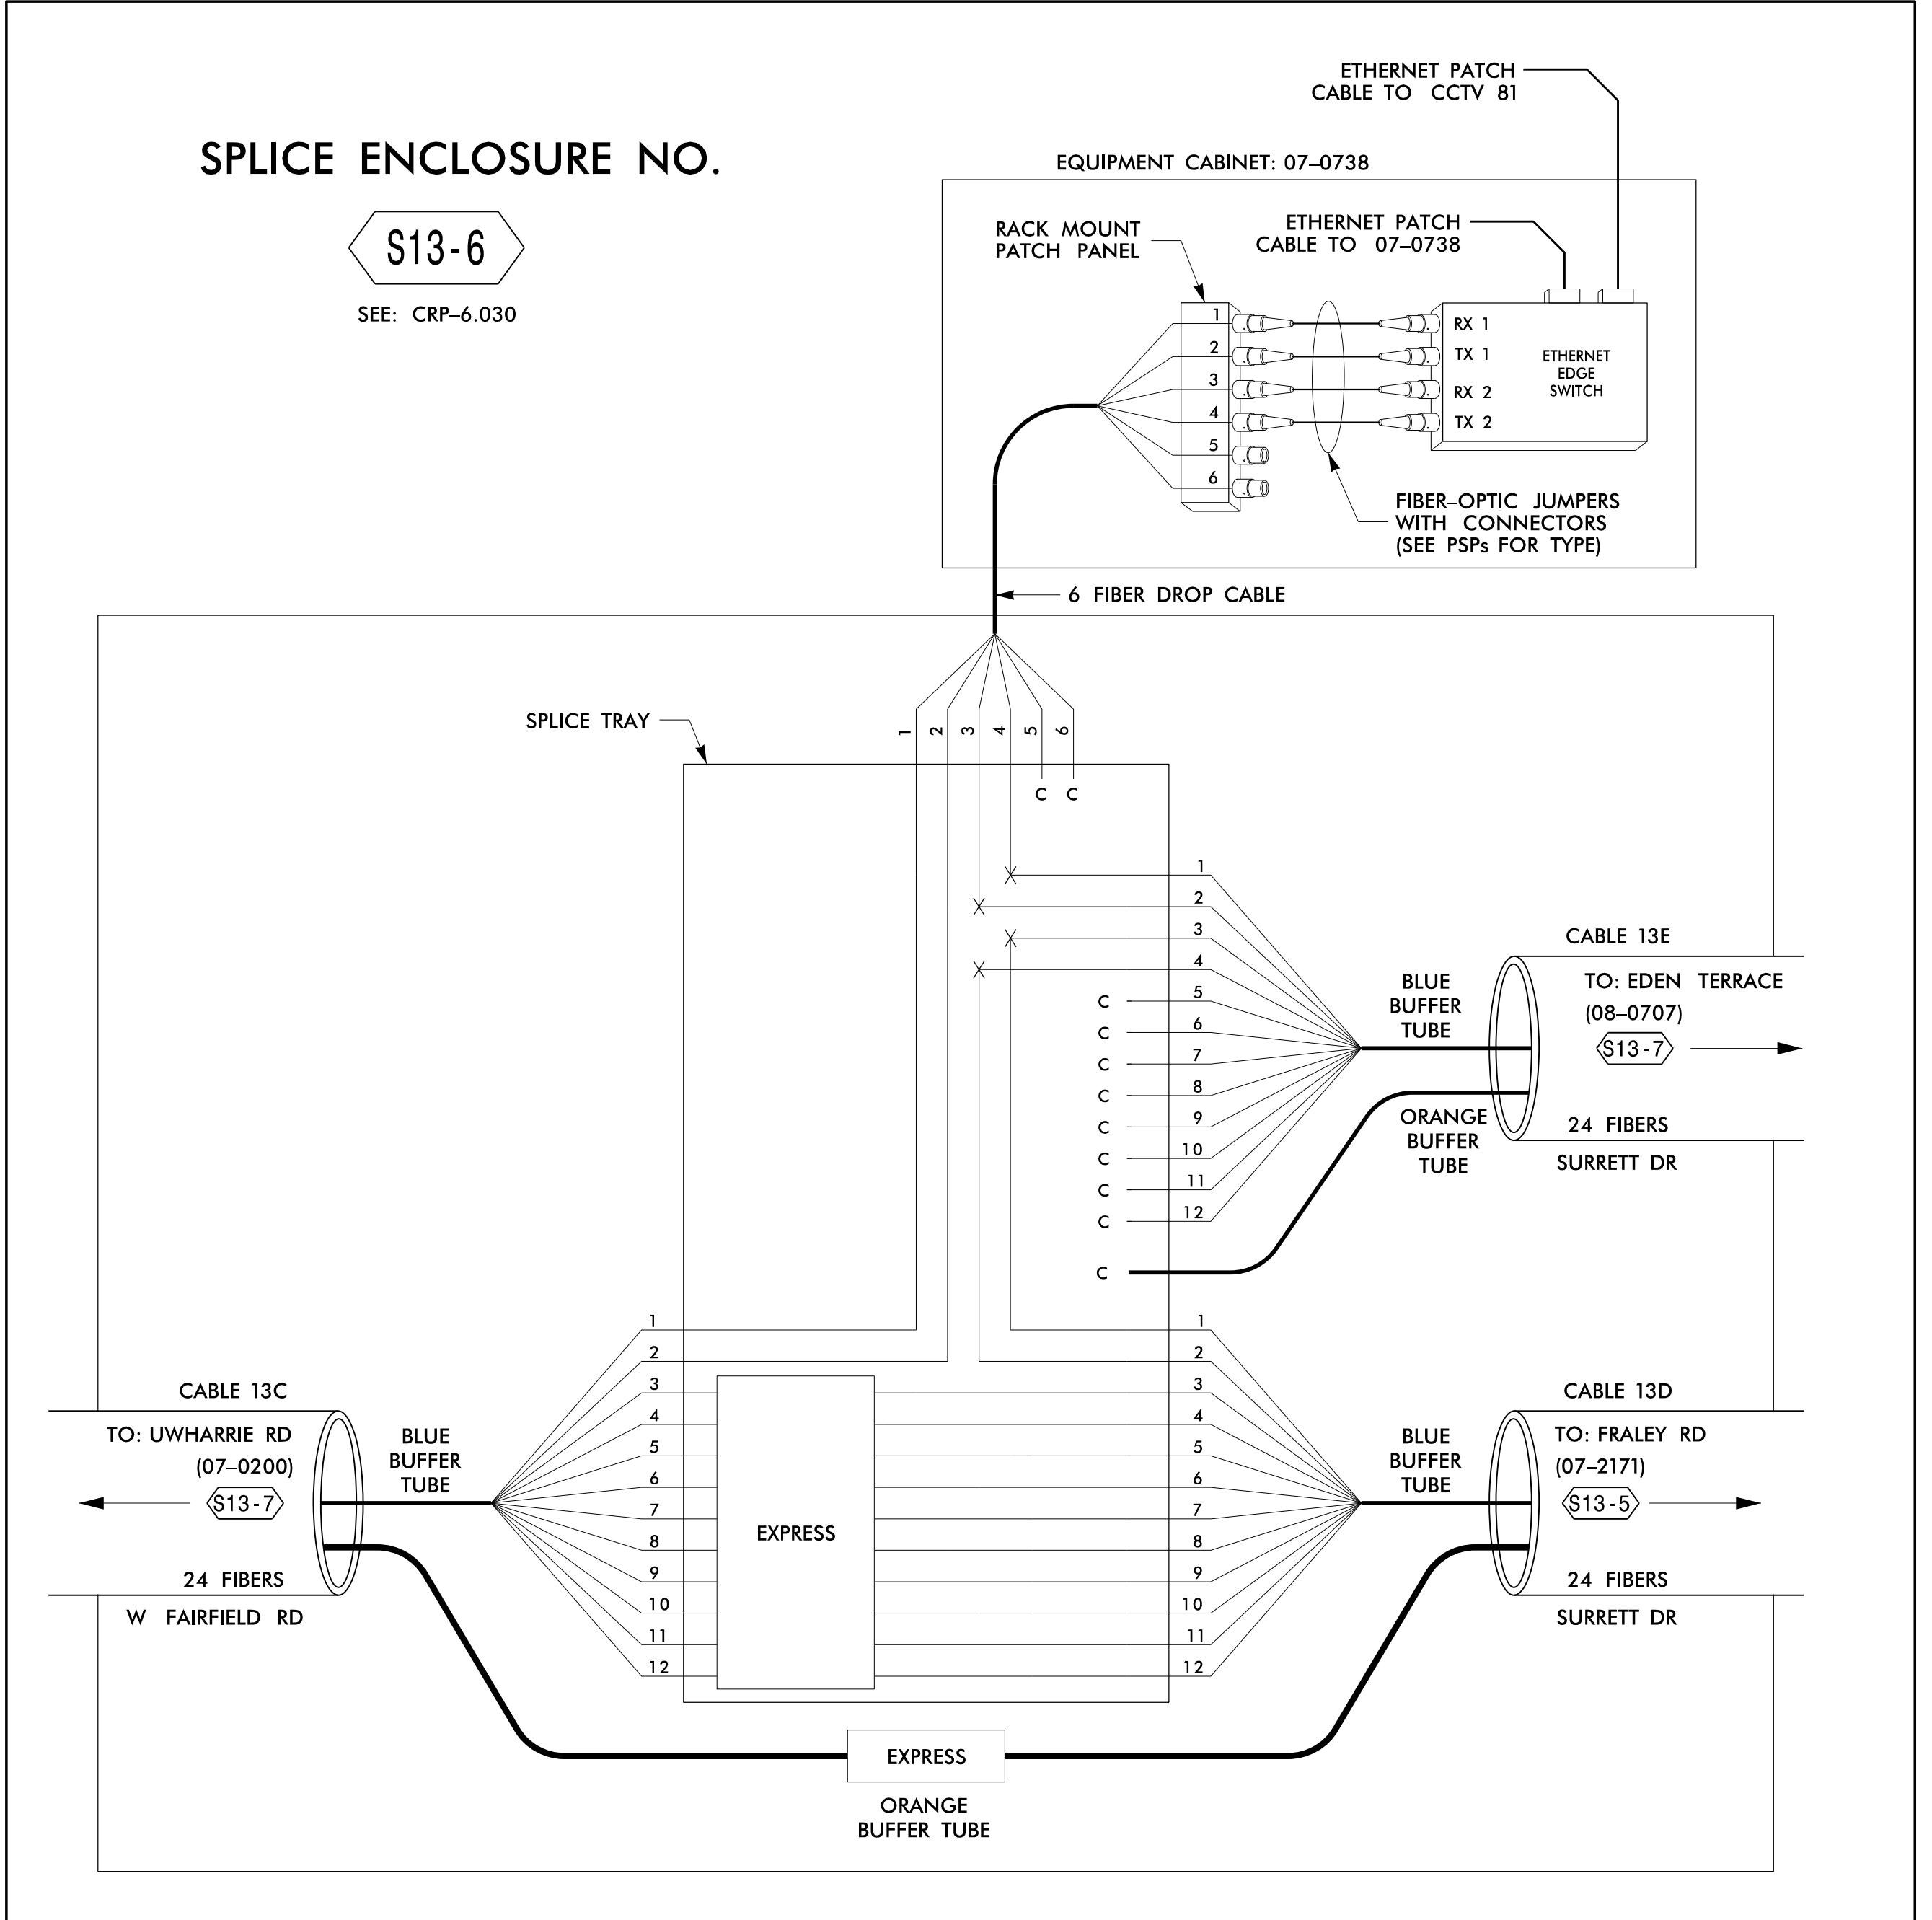 ETHERNET PATCH
CABLE TO CCTV 81
SPLICE ENCLOSURE NO.
S13-6
SEE: CRP–6.030
EQUIPMENT CABINET: 07–0738
RACK MOUNT
PATCH PANEL
ETHERNET PATCH
CABLE TO 07–0738
1
2
3
4
5
6
RX 1
TX 1
RX 2
TX 2
ETHERNET
EDGE
SWITCH
FIBER–OPTIC JUMPERS
WITH CONNECTORS
(SEE PSPs FOR TYPE)
6 FIBER DROP CABLE
SPLICE TRAY
1
2
3
4
5
6
C C
1
2
3
4
C 5
C 6
C 7
C 8
C 9
C 10
C 11
C 12
C
BLUE
BUFFER
TUBE
ORANGE
BUFFER
TUBE
CABLE 13E
TO: EDEN TERRACE
(08–0707)
S13-7
24 FIBERS
SURRETT DR
CABLE 13C
TO: UWHARRIE RD
(07–0200)
S13-7
24 FIBERS
W FAIRFIELD RD
BLUE
BUFFER
TUBE
1
2
3
4
5
6
7
8
9
10
11
12
EXPRESS
1
2
3
4
5
6
7
8
9
10
11
12
BLUE
BUFFER
TUBE
CABLE 13D
TO: FRALEY RD
(07–2171)
S13-5
24 FIBERS
SURRETT DR
EXPRESS
ORANGE
BUFFER TUBE